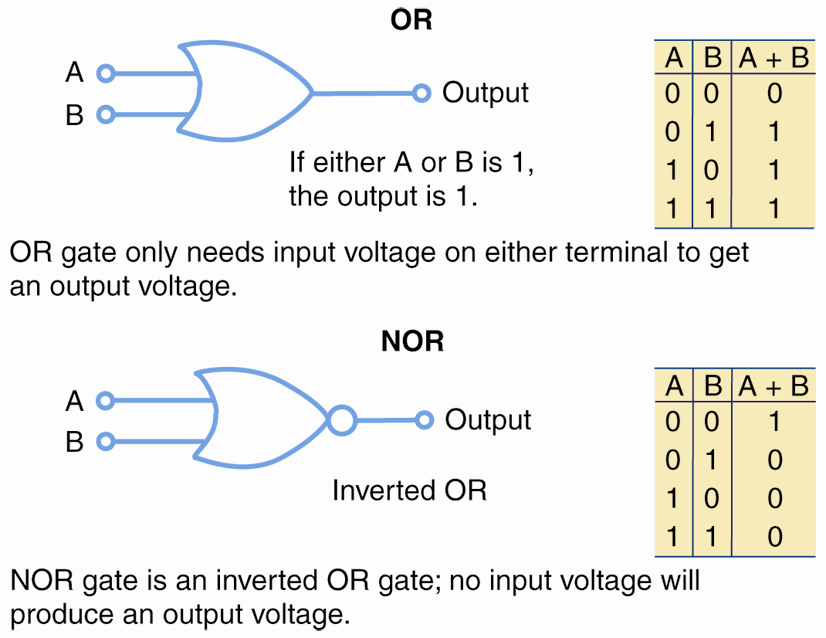 OR
A
B
Output
If either A or B is 1,
the output is 1.
A B A + B
0 0 0
0 1 1
1 0 1
1 1 1
OR gate only needs input voltage on either terminal to get
an output voltage.
NOR
A
B
Output
Inverted OR
A B A + B
0 0 1
0 1 0
1 0 0
1 1 0
NOR gate is an inverted OR gate; no input voltage will
produce an output voltage.